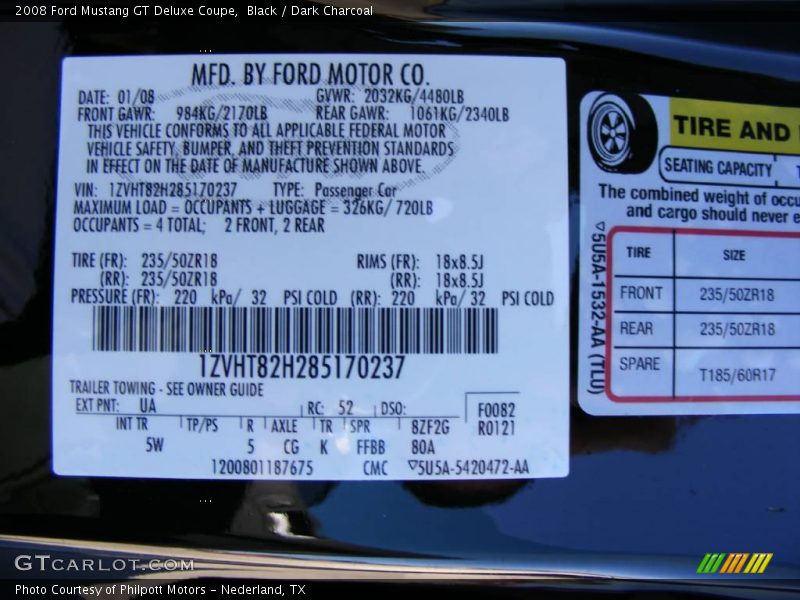 2008 Ford Mustang GT Deluxe Coupe, Black / Dark Charcoal
MFD. BY FORD MOTOR CO.
DATE: 01/08 GVWR: 2032KG/4480LB
FRONT GAWR: 984KG/2170LB REAR GAWR: 1061KG/2340LB
THIS VEHICLE CONFORMS TO ALL APPLICABLE FEDERAL MOTOR
VEHICLE SAFETY, BUMPER, AND THEFT PREVENTION STANDARDS
IN EFFECT ON THE DATE OF MANUFACTURE SHOWN ABOVE.
VIN: 1ZVHT82H285170237 TYPE: Passenger Car
MAXIMUM LOAD = OCCUPANTS + LUGGAGE = 326KG/720LB
OCCUPANTS = 4 TOTAL; 2 FRONT, 2 REAR
TIRE (FR): 235/50ZR18 RIMS (FR): 18x8.5J
(RR): 235/50ZR18 (RR): 18x8.5J
PRESSURE (FR): 220 kPa/ 32 PSI COLD (RR): 220 kPa/ 32 PSI COLD
1ZVHT82H285170237
TRAILER TOWING - SEE OWNER GUIDE
EXT PNT: UA RC: 52 DSO: F0082
INT TR TP/PS R AXLE TR SPR 8ZF2G R0121
5W 5 CG K FFBB 80A
1200801187675 CMC ▽5U5A-5420472-AA
TIRE AND
SEATING CAPACITY
The combined weight of occu
and cargo should never e
▽5U5A-1532-AA (TLU)
TIRE SIZE
FRONT 235/50ZR18
REAR 235/50ZR18
SPARE T185/60R17
GTCARLOT.COM
Photo Courtesy of Philpott Motors - Nederland, TX